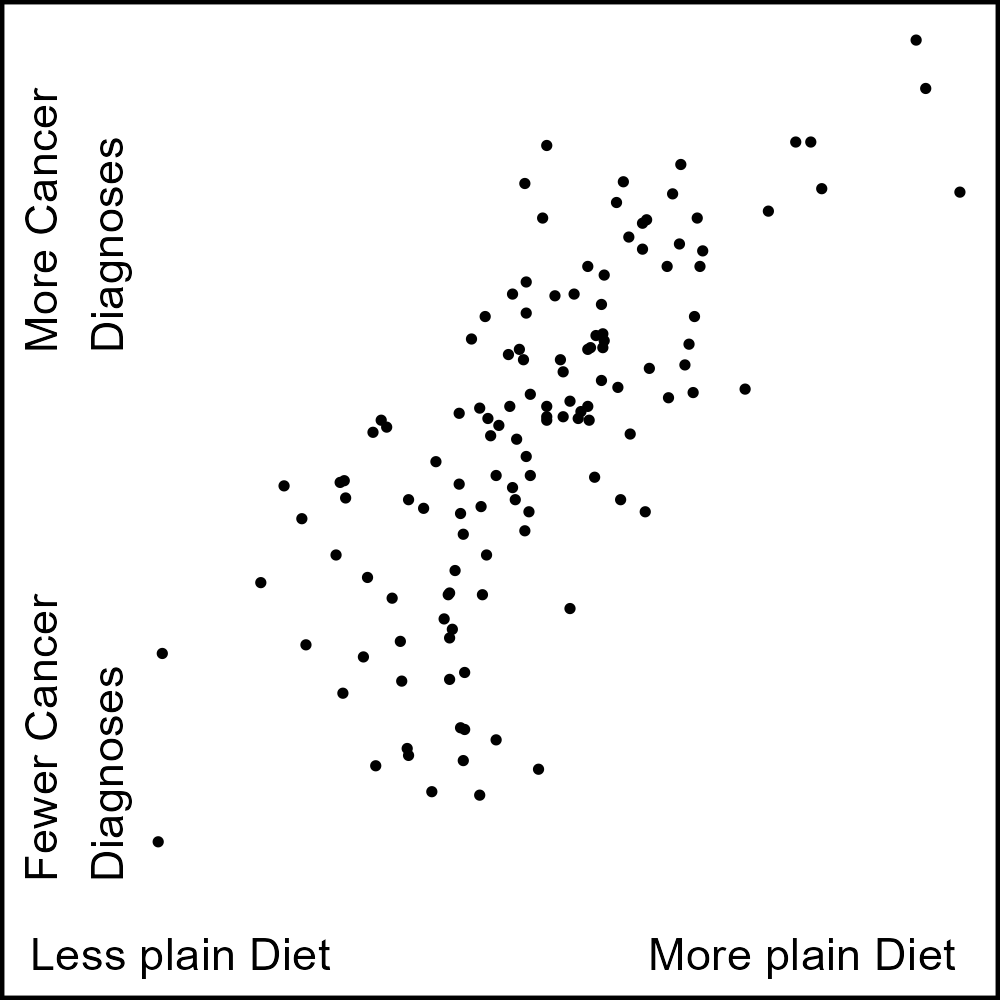 More Cancer
Diagnoses
Fewer Cancer
Diagnoses
Less plain Diet
More plain Diet